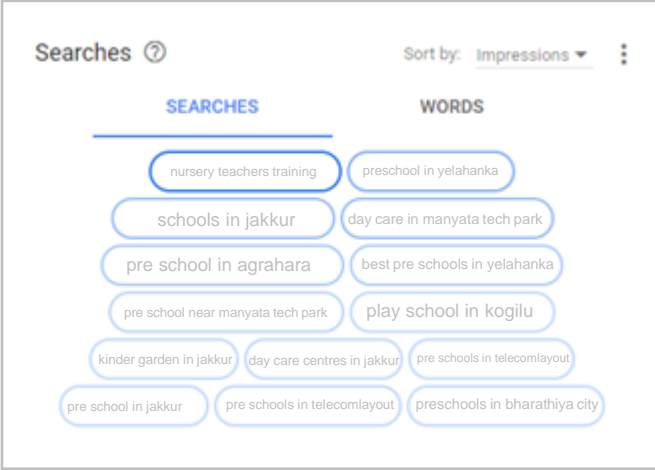 Searches
Sort by: Impressions
SEARCHES WORDS
nursery teachers training preschool in yelahanka
schools in jakkur day care in manyata tech park
pre school in agrahara best pre schools in yelahanka
pre school near manyata tech park play school in kogilu
kinder garden in jakkur day care centres in jakkur pre schools in telecomlayout
pre school in jakkur pre schools in telecomlayout preschools in bharathiya city